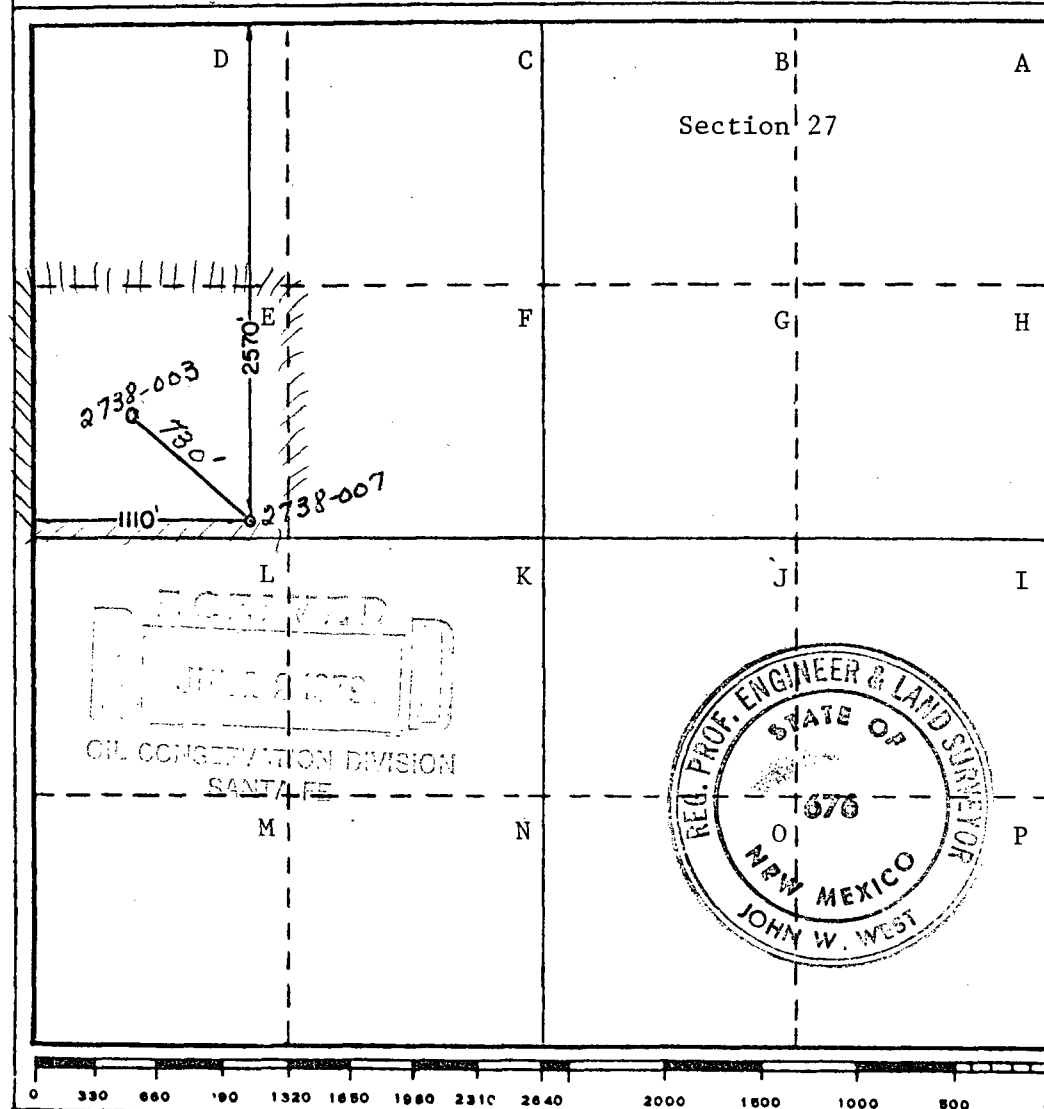 D C B A
Section 27
E F G H
2570'
2738-003
730-
1110'
2738-007
L K J I
OIL CONSERVATION DIVISION
SANTA FE
REG. PROF. ENGINEER & LAND SURVEYOR
STATE OF
676
NEW MEXICO
JOHN W. WEST
M N O P
0 330 660 1320 1650 1980 2310 2640 2000 1500 1000 500